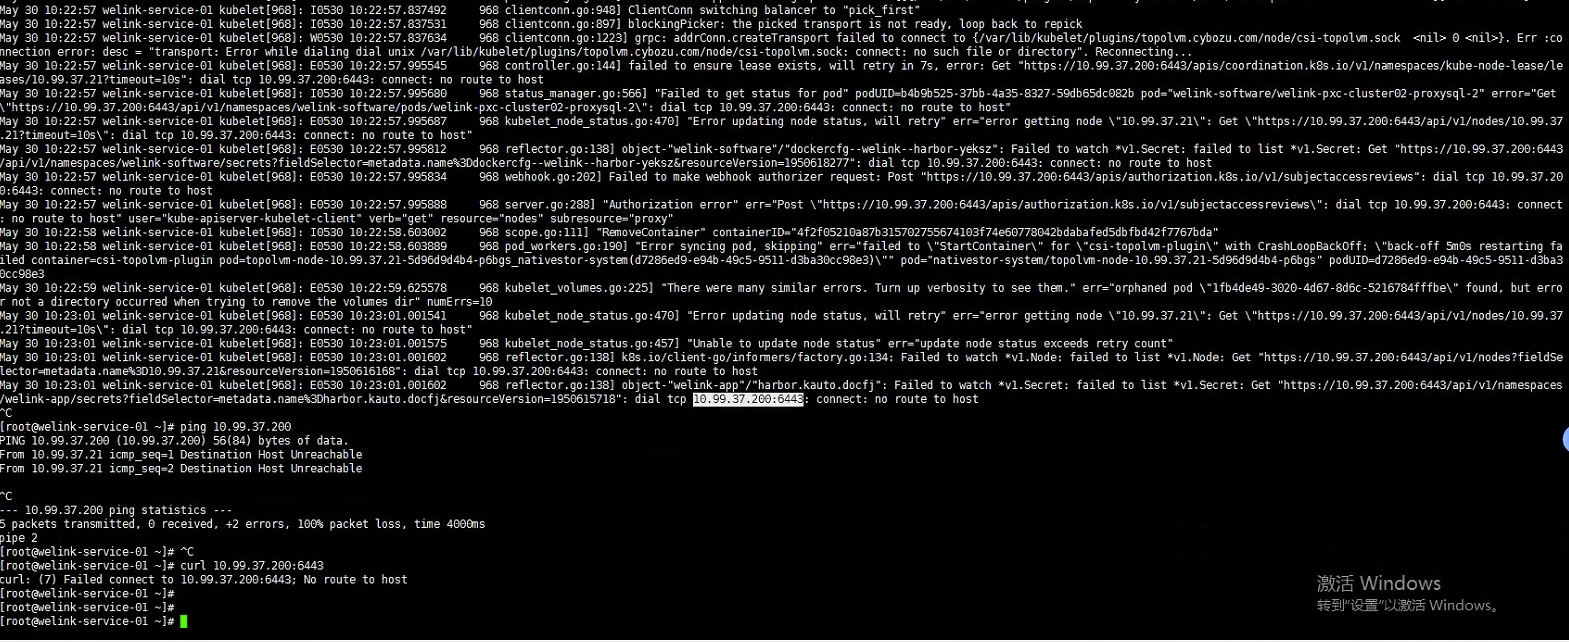 May 30 10:22:57 welink-service-01 kubelet[968]: I0530 10:22:57.837492     968 clientconn.go:948] ClientConn switching balancer to "pick_first"
May 30 10:22:57 welink-service-01 kubelet[968]: I0530 10:22:57.837531     968 clientconn.go:897] blockingPicker: the picked transport is not ready, loop back to repick
May 30 10:22:57 welink-service-01 kubelet[968]: W0530 10:22:57.837634     968 clientconn.go:1223] grpc: addrConn.createTransport failed to connect to {/var/lib/kubelet/plugins/topolvm.cybozu.com/node/csi-topolvm.sock  <nil> 0 <nil>}. Err :co
nnection error: desc = "transport: Error while dialing dial unix /var/lib/kubelet/plugins/topolvm.cybozu.com/node/csi-topolvm.sock: connect: no such file or directory". Reconnecting...
May 30 10:22:57 welink-service-01 kubelet[968]: E0530 10:22:57.995545     968 controller.go:144] failed to ensure lease exists, will retry in 7s, error: Get "https://10.99.37.200:6443/apis/coordination.k8s.io/v1/namespaces/kube-node-lease/le
ases/10.99.37.21?timeout=10s": dial tcp 10.99.37.200:6443: connect: no route to host
May 30 10:22:57 welink-service-01 kubelet[968]: E0530 10:22:57.995680     968 status_manager.go:566] "Failed to get status for pod" podUID=b4b9b525-37bb-4a35-8327-59db65dc082b pod="welink-software/welink-pxc-cluster02-proxysql-2" error="Get
\"https://10.99.37.200:6443/api/v1/namespaces/welink-software/pods/welink-pxc-cluster02-proxysql-2\": dial tcp 10.99.37.200:6443: connect: no route to host"
May 30 10:22:57 welink-service-01 kubelet[968]: E0530 10:22:57.995687     968 kubelet_node_status.go:470] "Error updating node status, will retry" err="error getting node \"10.99.37.21\": Get \"https://10.99.37.200:6443/api/v1/nodes/10.99.37
.21?timeout=10s\": dial tcp 10.99.37.200:6443: connect: no route to host"
May 30 10:22:57 welink-service-01 kubelet[968]: E0530 10:22:57.995812     968 reflector.go:138] object-"welink-software"/"dockercfg--welink--harbor-yeksz": Failed to watch *v1.Secret: failed to list *v1.Secret: Get "https://10.99.37.200:6443
/api/v1/namespaces/welink-software/secrets?fieldSelector=metadata.name%3Ddockercfg--welink--harbor-yeksz&resourceVersion=1950618277": dial tcp 10.99.37.200:6443: connect: no route to host
May 30 10:22:57 welink-service-01 kubelet[968]: E0530 10:22:57.995834     968 webhook.go:202] Failed to make webhook authorizer request: Post "https://10.99.37.200:6443/apis/authorization.k8s.io/v1/subjectaccessreviews": dial tcp 10.99.37.20
0:6443: connect: no route to host
May 30 10:22:57 welink-service-01 kubelet[968]: E0530 10:22:57.995888     968 server.go:288] "Authorization error" err="Post \"https://10.99.37.200:6443/apis/authorization.k8s.io/v1/subjectaccessreviews\": dial tcp 10.99.37.200:6443: connect
: no route to host" user="kube-apiserver-kubelet-client" verb="get" resource="nodes" subresource="proxy"
May 30 10:22:58 welink-service-01 kubelet[968]: I0530 10:22:58.603002     968 scope.go:111] "RemoveContainer" containerID="4f2f05210a87b315702755674103f74e60778042bdabafed5dbfbd42f7767bda"
May 30 10:22:58 welink-service-01 kubelet[968]: E0530 10:22:58.603889     968 pod_workers.go:190] "Error syncing pod, skipping" err="failed to \"StartContainer\" for \"csi-topolvm-plugin\" with CrashLoopBackOff: \"back-off 5m0s restarting fa
iled container=csi-topolvm-plugin pod=topolvm-node-10.99.37.21-5d96d9d4b4-p6bgs_nativestor-system(d7286ed9-e94b-49c5-9511-d3ba30cc98e3)\"" pod="nativestor-system/topolvm-node-10.99.37.21-5d96d9d4b4-p6bgs" podUID=d7286ed9-e94b-49c5-9511-d3ba3
0cc98e3
May 30 10:22:59 welink-service-01 kubelet[968]: E0530 10:22:59.625578     968 kubelet_volumes.go:225] "There were many similar errors. Turn up verbosity to see them." err="orphaned pod \"1fb4de49-3020-4d67-8d6c-5216784fffbe\" found, but erro
r not a directory occurred when trying to remove the volumes dir" numErrs=10
May 30 10:23:01 welink-service-01 kubelet[968]: E0530 10:23:01.001541     968 kubelet_node_status.go:470] "Error updating node status, will retry" err="error getting node \"10.99.37.21\": Get \"https://10.99.37.200:6443/api/v1/nodes/10.99.37
.21?timeout=10s\": dial tcp 10.99.37.200:6443: connect: no route to host"
May 30 10:23:01 welink-service-01 kubelet[968]: E0530 10:23:01.001575     968 kubelet_node_status.go:457] "Unable to update node status" err="update node status exceeds retry count"
May 30 10:23:01 welink-service-01 kubelet[968]: E0530 10:23:01.001602     968 reflector.go:138] k8s.io/client-go/informers/factory.go:134: Failed to watch *v1.Node: failed to list *v1.Node: Get "https://10.99.37.200:6443/api/v1/nodes?fieldSe
lector=metadata.name%3D10.99.37.21&resourceVersion=1950616168": dial tcp 10.99.37.200:6443: connect: no route to host
May 30 10:23:01 welink-service-01 kubelet[968]: E0530 10:23:01.001602     968 reflector.go:138] object-"welink-app"/"harbor.kauto.docfj": Failed to watch *v1.Secret: failed to list *v1.Secret: Get "https://10.99.37.200:6443/api/v1/namespaces
/welink-app/secrets?fieldSelector=metadata.name%3Dharbor.kauto.docfj&resourceVersion=1950615718": dial tcp 10.99.37.200:6443: connect: no route to host
^C
[root@welink-service-01 ~]# ping 10.99.37.200
PING 10.99.37.200 (10.99.37.200) 56(84) bytes of data.
From 10.99.37.21 icmp_seq=1 Destination Host Unreachable
From 10.99.37.21 icmp_seq=2 Destination Host Unreachable
^C
--- 10.99.37.200 ping statistics ---
5 packets transmitted, 0 received, +2 errors, 100% packet loss, time 4000ms
pipe 2
[root@welink-service-01 ~]# ^C
[root@welink-service-01 ~]# curl 10.99.37.200:6443
curl: (7) Failed connect to 10.99.37.200:6443; No route to host
[root@welink-service-01 ~]#
[root@welink-service-01 ~]#
[root@welink-service-01 ~]#
激活 Windows
转到"设置"以激活 Windows。